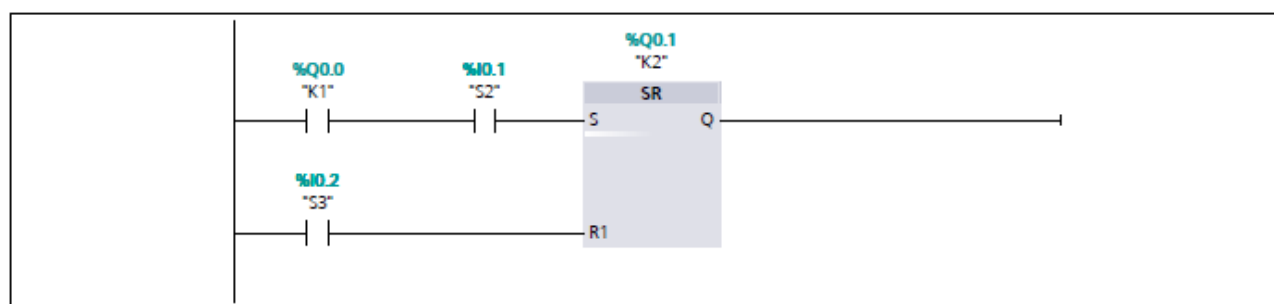 %Q0.1
"K2"
%Q0.0
"K1"
%I0.1
"S2"
SR
S
Q
%I0.2
"S3"
R1